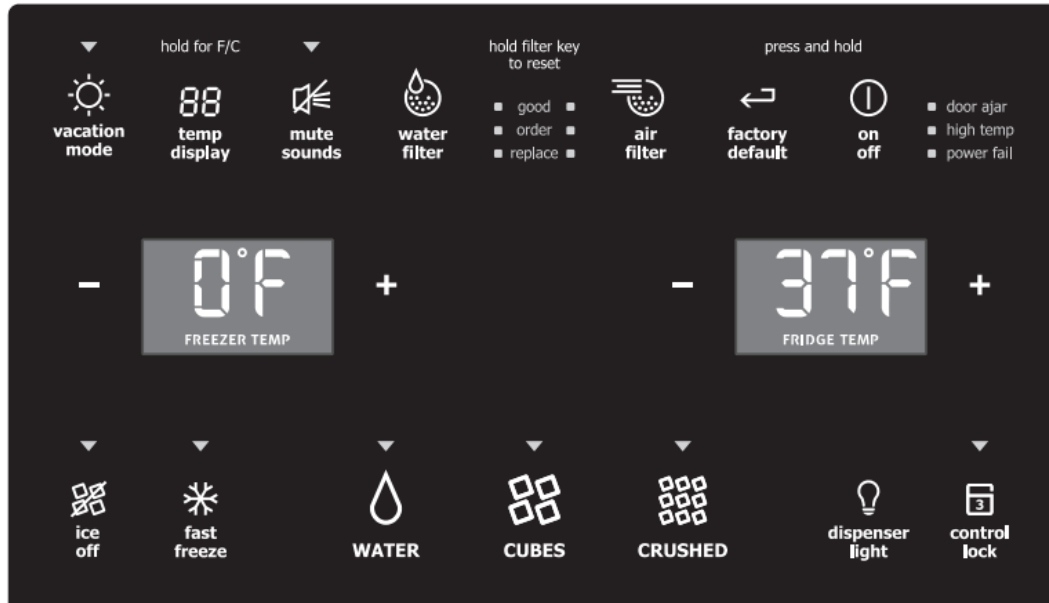 hold for F/C
hold filter key
to reset
press and hold
88
vacation
mode
temp
display
mute
sounds
water
filter
good
order
replace
air
filter
factory
default
on
off
door ajar
high temp
power fail
0°F
FREEZER TEMP
37°F
FRIDGE TEMP
ice
off
fast
freeze
WATER
CUBES
CRUSHED
dispenser
light
3
control
lock